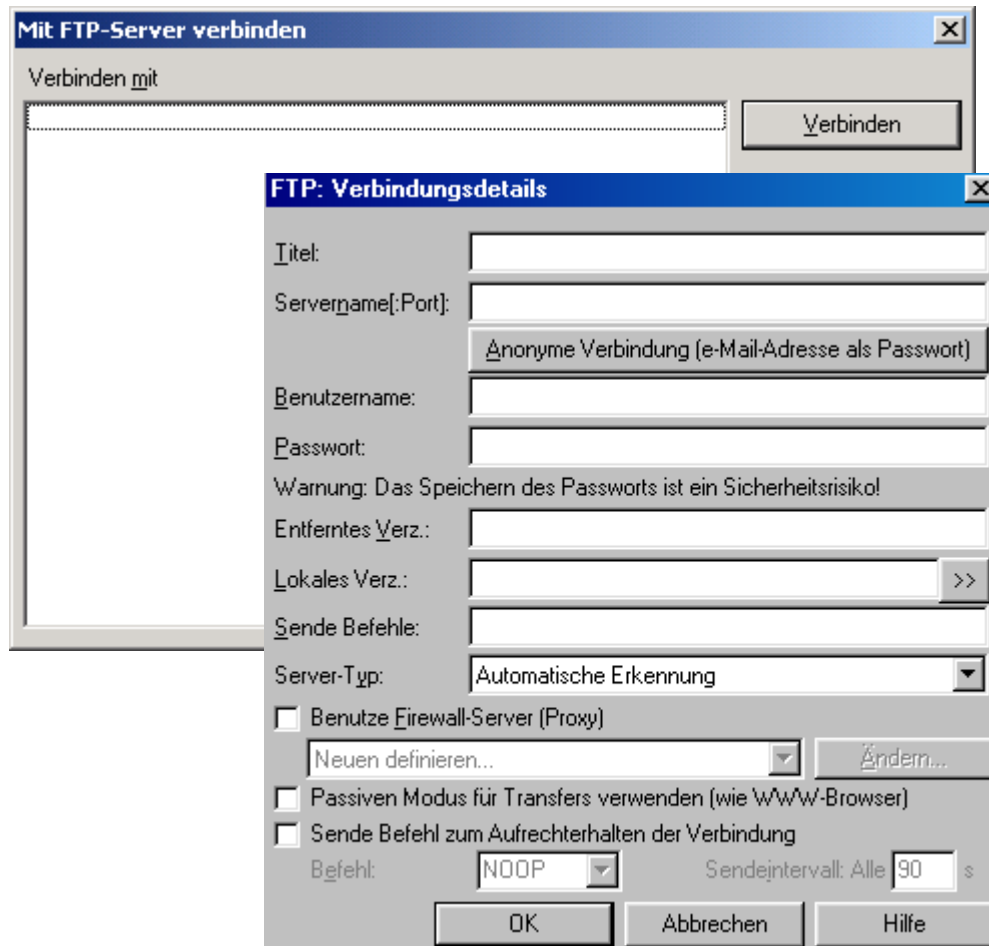 Mit FTP-Server verbinden
Verbinden mit
Verbinden
FTP: Verbindungsdetails
Titel:
Servername[:Port]:
Anonyme Verbindung (e-Mail-Adresse als Passwort)
Benutzername:
Passwort:
Warnung: Das Speichern des Passworts ist ein Sicherheitsrisiko!
Entferntes Verz.:
Lokales Verz.: >>
Sende Befehle:
Server-Typ: Automatische Erkennung
Benutze Firewall-Server (Proxy)
Neuen definieren... Ändern...
Passiven Modus für Transfers verwenden (wie WWW-Browser)
Sende Befehl zum Aufrechterhalten der Verbindung
Befehl: NOOP Sendeintervall: Alle 90 s
OK Abbrechen Hilfe